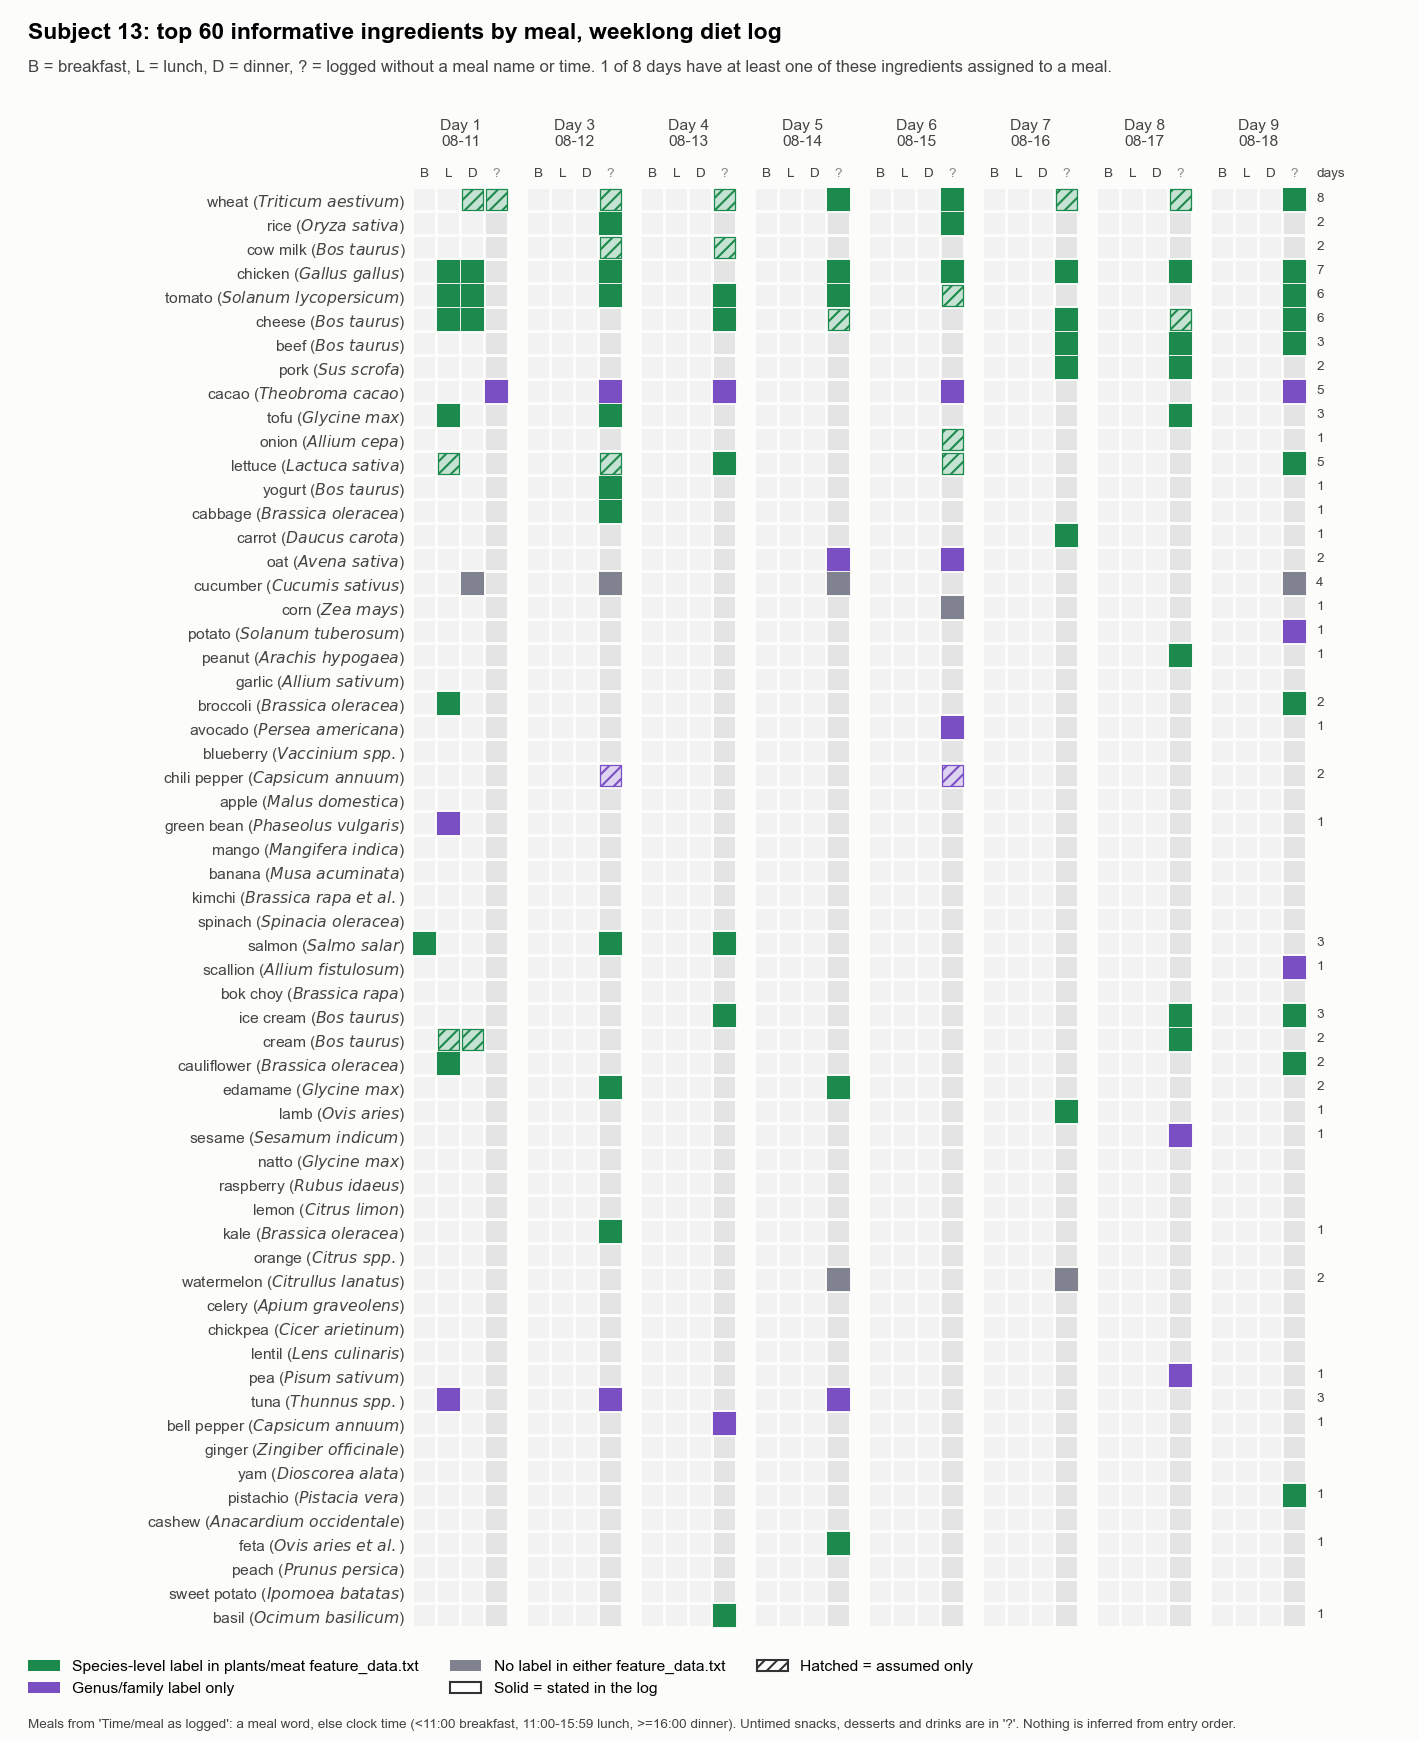 Subject 13: top 60 informative ingredients by meal, weeklong diet log
B = breakfast, L = lunch, D = dinner, ? = logged without a meal name or time. 1 of 8 days have at least one of these ingredients assigned to a meal.
Day 1 Day 3 Day 4 Day 5 Day 6 Day 7 Day 8 Day 9
08-11 08-12 08-13 08-14 08-15 08-16 08-17 08-18
B L D ? B L D ? B L D ? B L D ? B L D ? B L D ? B L D ? B L D ? days
wheat (Triticum aestivum) 8
rice (Oryza sativa) 2
cow milk (Bos taurus) 2
chicken (Gallus gallus) 7
tomato (Solanum lycopersicum) 6
cheese (Bos taurus) 6
beef (Bos taurus) 3
pork (Sus scrofa) 2
cacao (Theobroma cacao) 5
tofu (Glycine max) 3
onion (Allium cepa) 1
lettuce (Lactuca sativa) 5
yogurt (Bos taurus) 1
cabbage (Brassica oleracea) 1
carrot (Daucus carota) 1
oat (Avena sativa) 2
cucumber (Cucumis sativus) 4
corn (Zea mays) 1
potato (Solanum tuberosum) 1
peanut (Arachis hypogaea) 1
garlic (Allium sativum)
broccoli (Brassica oleracea) 2
avocado (Persea americana) 1
blueberry (Vaccinium spp. )
chili pepper (Capsicum annuum) 2
apple (Malus domestica)
green bean (Phaseolus vulgaris) 1
mango (Mangifera indica)
banana (Musa acuminata)
kimchi (Brassica rapa et al. )
spinach (Spinacia oleracea)
salmon (Salmo salar) 3
scallion (Allium fistulosum) 1
bok choy (Brassica rapa)
ice cream (Bos taurus) 3
cream (Bos taurus) 2
cauliflower (Brassica oleracea) 2
edamame (Glycine max) 2
lamb (Ovis aries) 1
sesame (Sesamum indicum) 1
natto (Glycine max)
raspberry (Rubus idaeus)
lemon (Citrus limon)
kale (Brassica oleracea) 1
orange (Citrus spp. )
watermelon (Citrullus lanatus) 2
celery (Apium graveolens)
chickpea (Cicer arietinum)
lentil (Lens culinaris)
pea (Pisum sativum) 1
tuna (Thunnus spp. ) 3
bell pepper (Capsicum annuum) 1
ginger (Zingiber officinale)
yam (Dioscorea alata)
pistachio (Pistacia vera) 1
cashew (Anacardium occidentale)
feta (Ovis aries et al. ) 1
peach (Prunus persica)
sweet potato (Ipomoea batatas)
basil (Ocimum basilicum) 1
Species-level label in plants/meat feature_data.txt No label in either feature_data.txt Hatched = assumed only
Genus/family label only Solid = stated in the log
Meals from 'Time/meal as logged': a meal word, else clock time (<11:00 breakfast, 11:00-15:59 lunch, >=16:00 dinner). Untimed snacks, desserts and drinks are in '?'. Nothing is inferred from entry order.